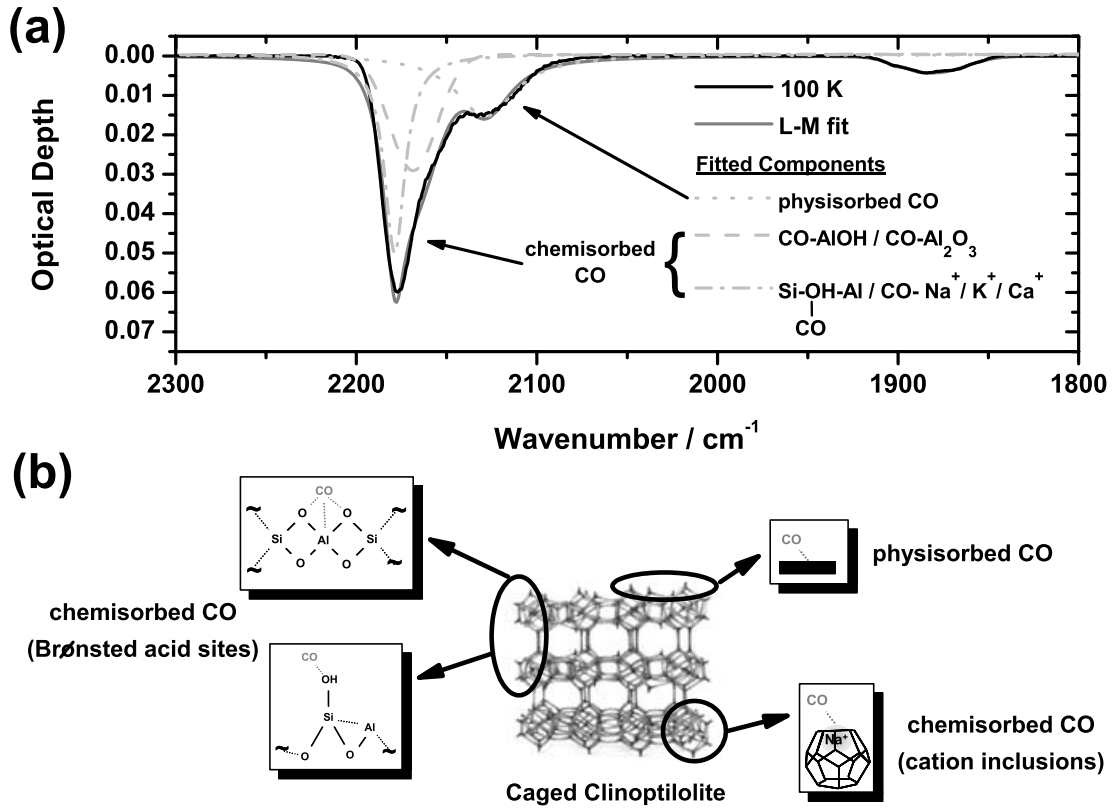 (a)
0.00
0.01
0.02
0.03
0.04
0.05
0.06
0.07
Optical Depth
100 K
L-M fit
Fitted Components
physisorbed CO
CO-AlOH / CO-Al₂O₃
Si-OH-Al / CO- Na⁺/ K⁺/ Ca⁺
CO
chemisorbed
CO
{
2300
2200
2100
2000
1900
1800
Wavenumber / cm⁻¹
(b)
CO
O
O
Si
Al
Si
O
O
~
~
~
~
chemisorbed CO
(Brønsted acid sites)
CO
OH
Si
Al
O
O
~
~
CO
physisorbed CO
CO
Na⁺
chemisorbed CO
(cation inclusions)
Caged Clinoptilolite